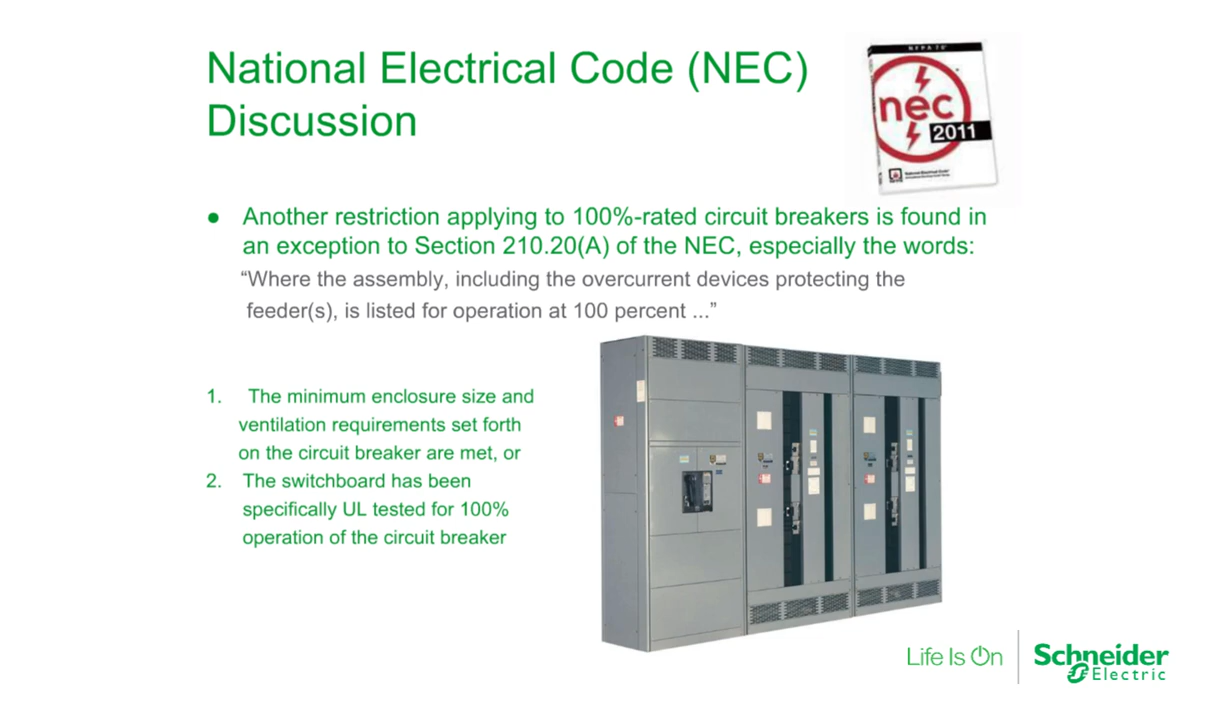 National Electrical Code (NEC)
Discussion
NFPA 70
nec
2011
● Another restriction applying to 100%-rated circuit breakers is found in
an exception to Section 210.20(A) of the NEC, especially the words:
“Where the assembly, including the overcurrent devices protecting the
feeder(s), is listed for operation at 100 percent ...”
1. The minimum enclosure size and
ventilation requirements set forth
on the circuit breaker are met, or
2. The switchboard has been
specifically UL tested for 100%
operation of the circuit breaker
Life Is On
Schneider
Electric